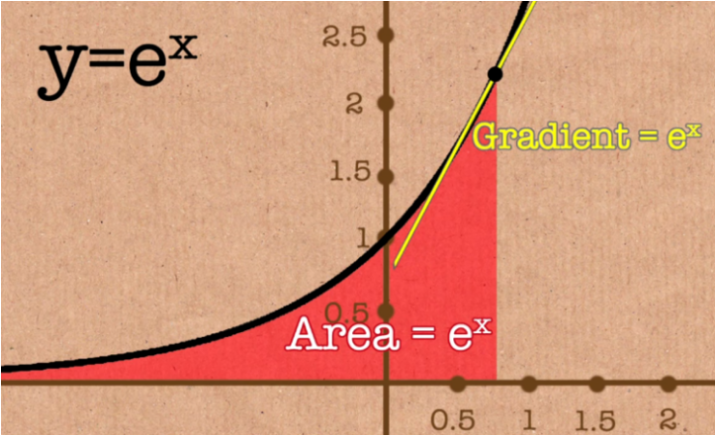 y=eˣ
2.5
2
Gradient = eˣ
1.5
1
0.5
Area = eˣ
0.5 1 1.5 2